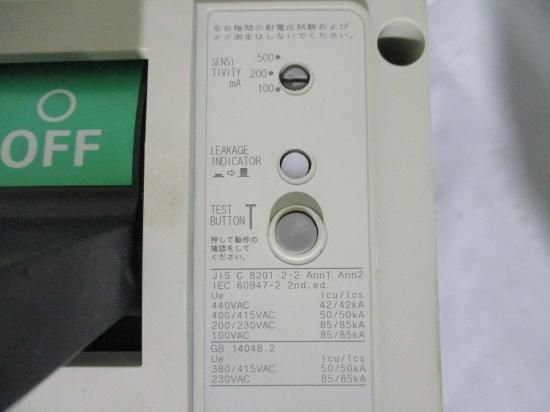 左右極間の耐電圧試験および
メグ測定はしないでください。
SENSI-
TIVITY
mA
500
200
100
OFF
LEAKAGE
INDICATOR
TEST
BUTTON
押して動作の
確認をして
ください。
JIS C 8201-2-2 Ann1 Ann2
IEC 60947-2 2nd.ed.
Ue Icu/Ics
440VAC 42/42kA
400/415VAC 50/50kA
200/230VAC 85/85kA
100VAC 85/85kA
GB 14048.2
Ue Icu/Ics
380/415VAC 50/50kA
230VAC 85/85kA